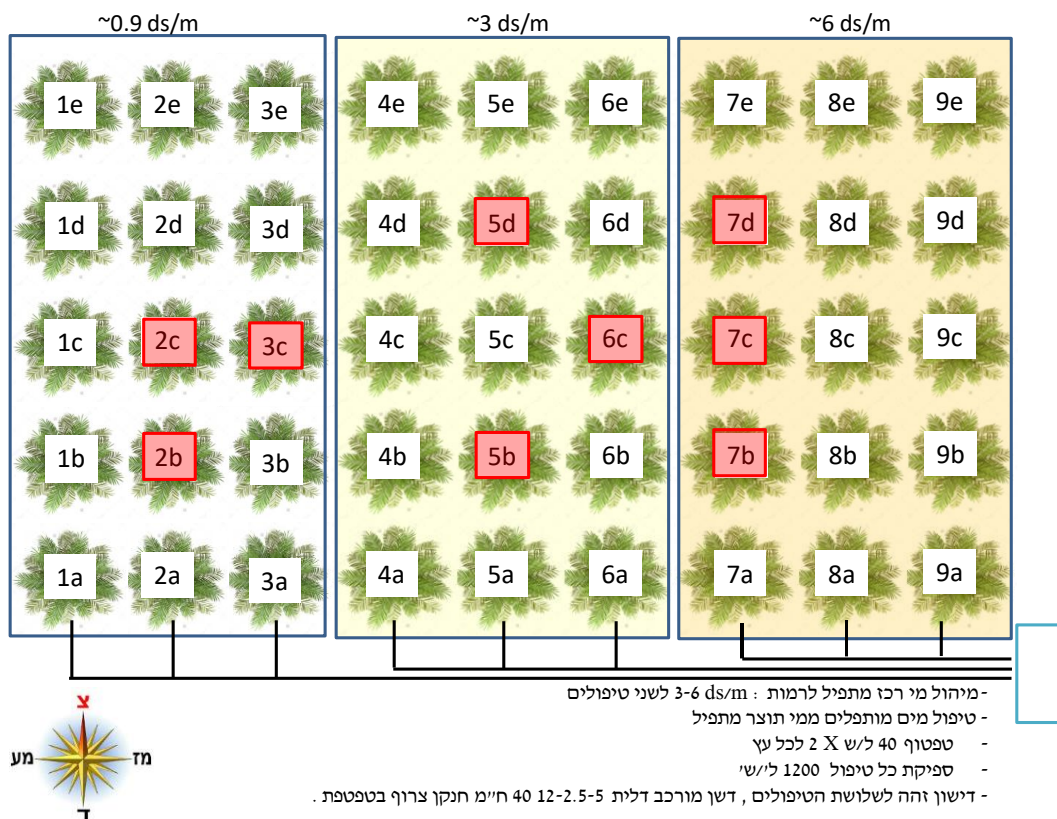 ~0.9 ds/m ~3 ds/m ~6 ds/m
1e 2e 3e 4e 5e 6e 7e 8e 9e
1d 2d 3d 4d 5d 6d 7d 8d 9d
1c 2c 3c 4c 5c 6c 7c 8c 9c
1b 2b 3b 4b 5b 6b 7b 8b 9b
1a 2a 3a 4a 5a 6a 7a 8a 9a
- מיהול מי רכז מתפיל לרמות : 3-6 ds/m לשני טיפולים
- טיפול מים מותפלים ממי תוצר מתפיל
- טפטוף 40 ל/ש X 2 לכל עץ
- ספיקת כל טיפול 1200 ל'/ש'
- דישון זהה לשלושת הטיפולים , דשן מורכב דלית 12-2.5-5 40 ח״מ חנקן צרוף בטפטפת .
צ
מע מז
ד